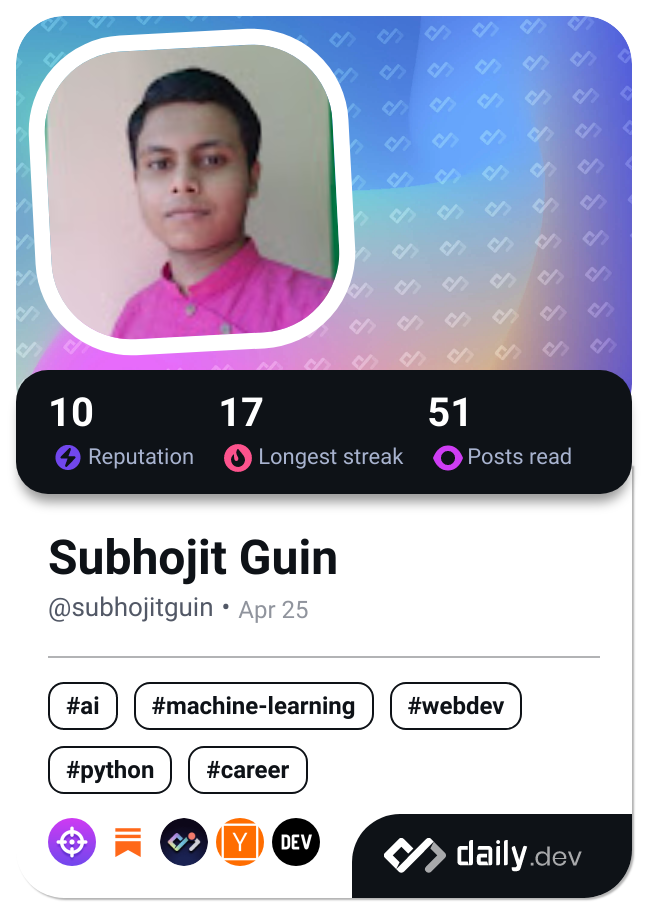 10 17 51
Reputation Longest streak Posts read
Subhojit Guin
@subhojitguin • Apr 25
#ai #machine-learning #webdev
#python #career
Y DEV
daily.dev